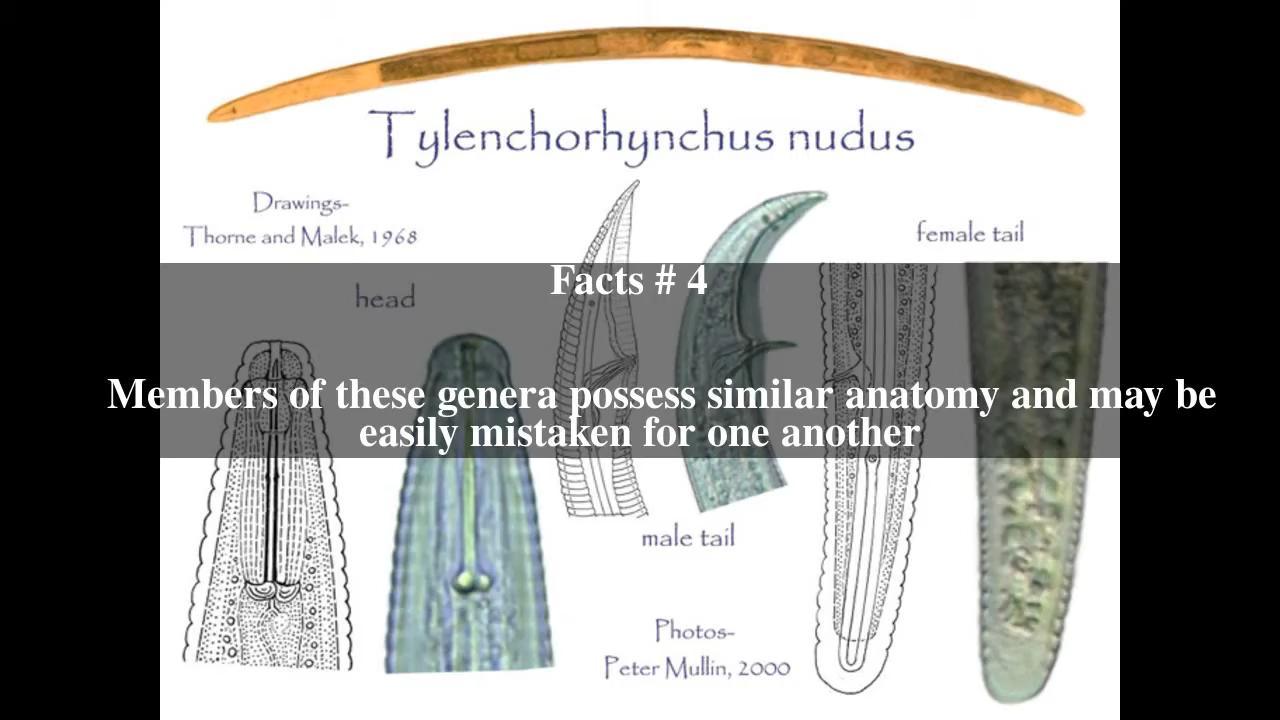 Tylenchorhynchus nudus
Drawings-
Thorne and Malek, 1968
female tail
Facts # 4
head
Members of these genera possess similar anatomy and may be
easily mistaken for one another
male tail
Photos-
Peter Mullin, 2000